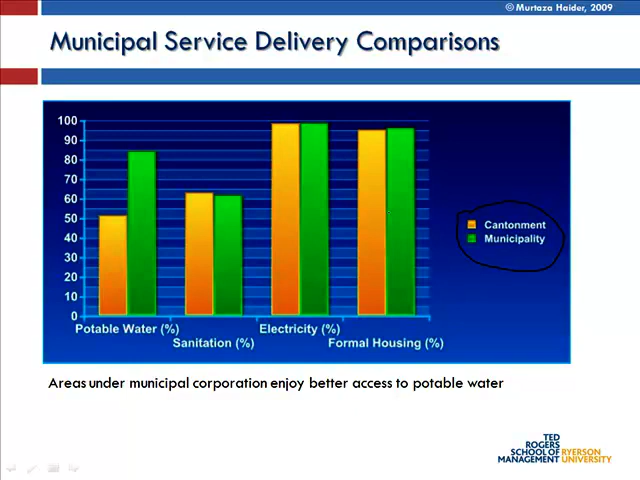 © Murtaza Haider, 2009
Municipal Service Delivery Comparisons
100
90
80
70
60
50
40
30
20
10
0
Potable Water (%)
Sanitation (%)
Electricity (%)
Formal Housing (%)
Cantonment
Municipality
Areas under municipal corporation enjoy better access to potable water
TED
ROGERS
SCHOOL OF RYERSON
MANAGEMENT UNIVERSITY